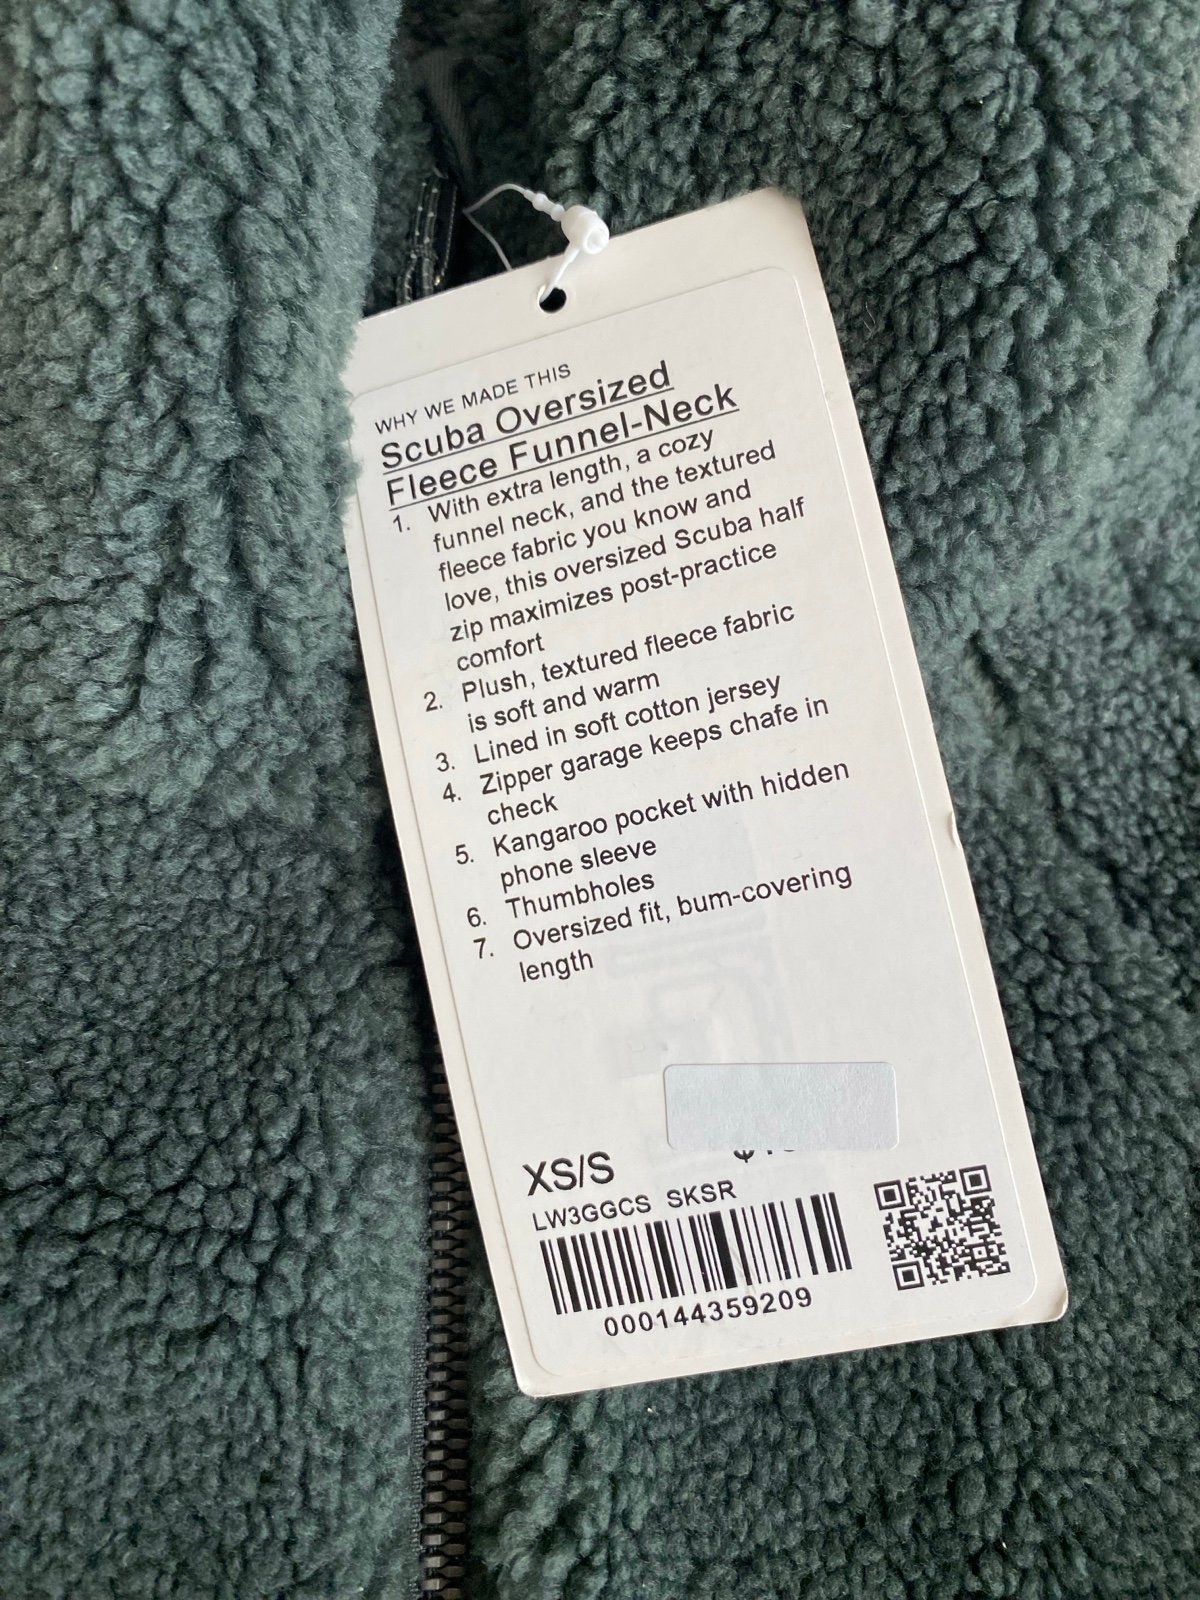 WHY WE MADE THIS
Scuba Oversized
Fleece Funnel-Neck
1. With extra length, a cozy
funnel neck, and the textured
fleece fabric you know and
love, this oversized Scuba half
zip maximizes post-practice
comfort
2. Plush, textured fleece fabric
is soft and warm
3. Lined in soft cotton jersey
4. Zipper garage keeps chafe in
check
5. Kangaroo pocket with hidden
phone sleeve
6. Thumbholes
7. Oversized fit, bum-covering
length
XS/S
LW3GGCS SKSR
000144359209